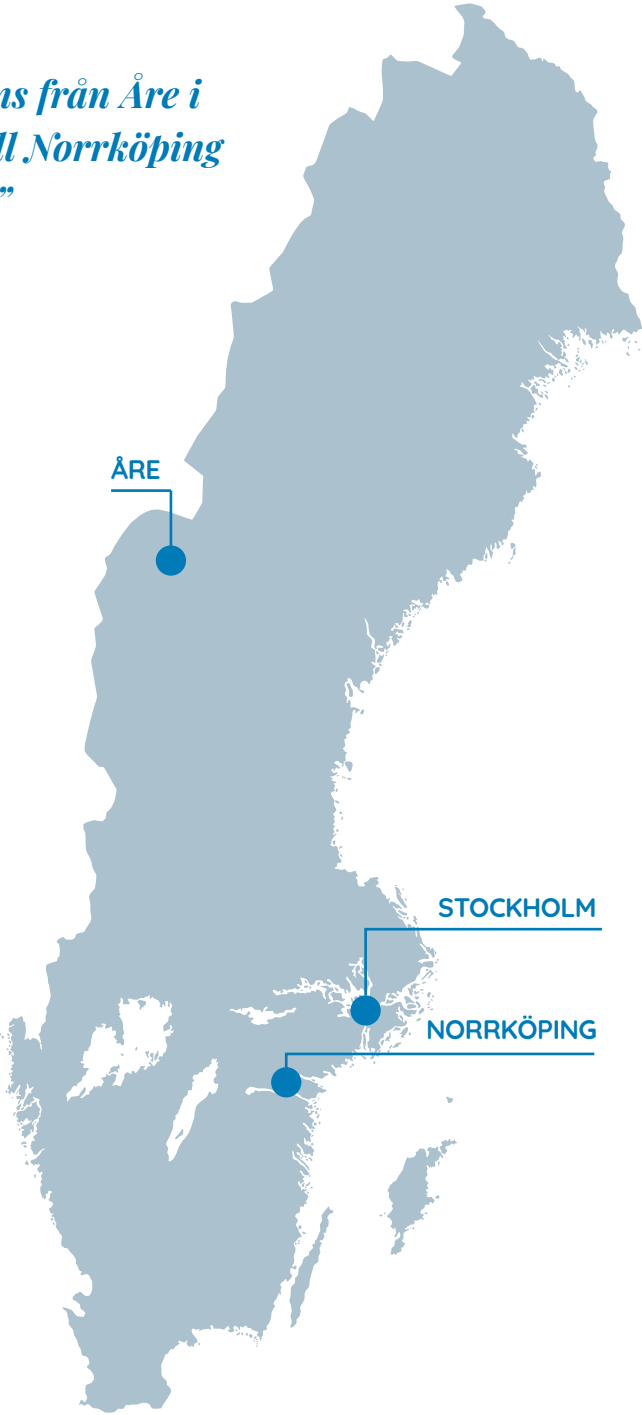 ns från Åre i
ll Norrköping
”
ÅRE
STOCKHOLM
NORRKÖPING